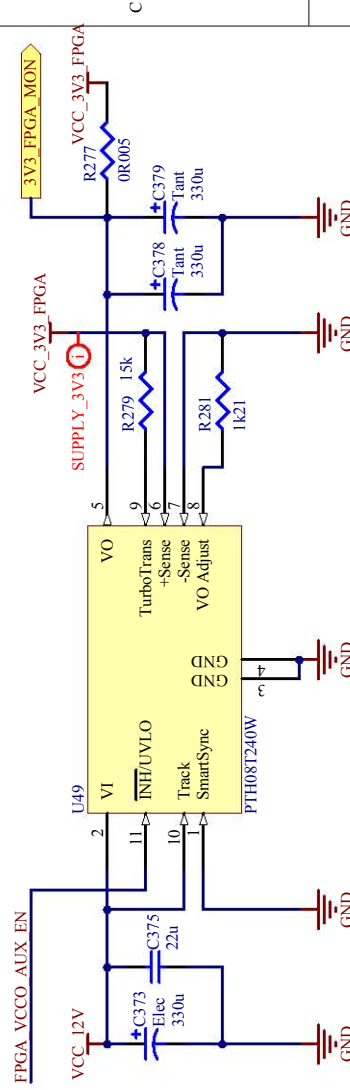 C
3V3_FPGA_MON
VCC_3V3_FPGA
R277
0R005
C379
Tant
330u
C378
Tant
330u
GND
VCC_3V3_FPGA
SUPPLY_3V3
i
R279
15k
R281
1k21
GND
5
9
6
7
8
VO
TurboTrans
+Sense
-Sense
VO Adjust
GND
GND
4
3
GND
U49
PTH08T240W
VI
INH/UVLO
Track
SmartSync
2
11
10
1
FPGA_VCCO_AUX_EN
VCC_12V
C375
22u
C373
Elec
330u
GND
GND